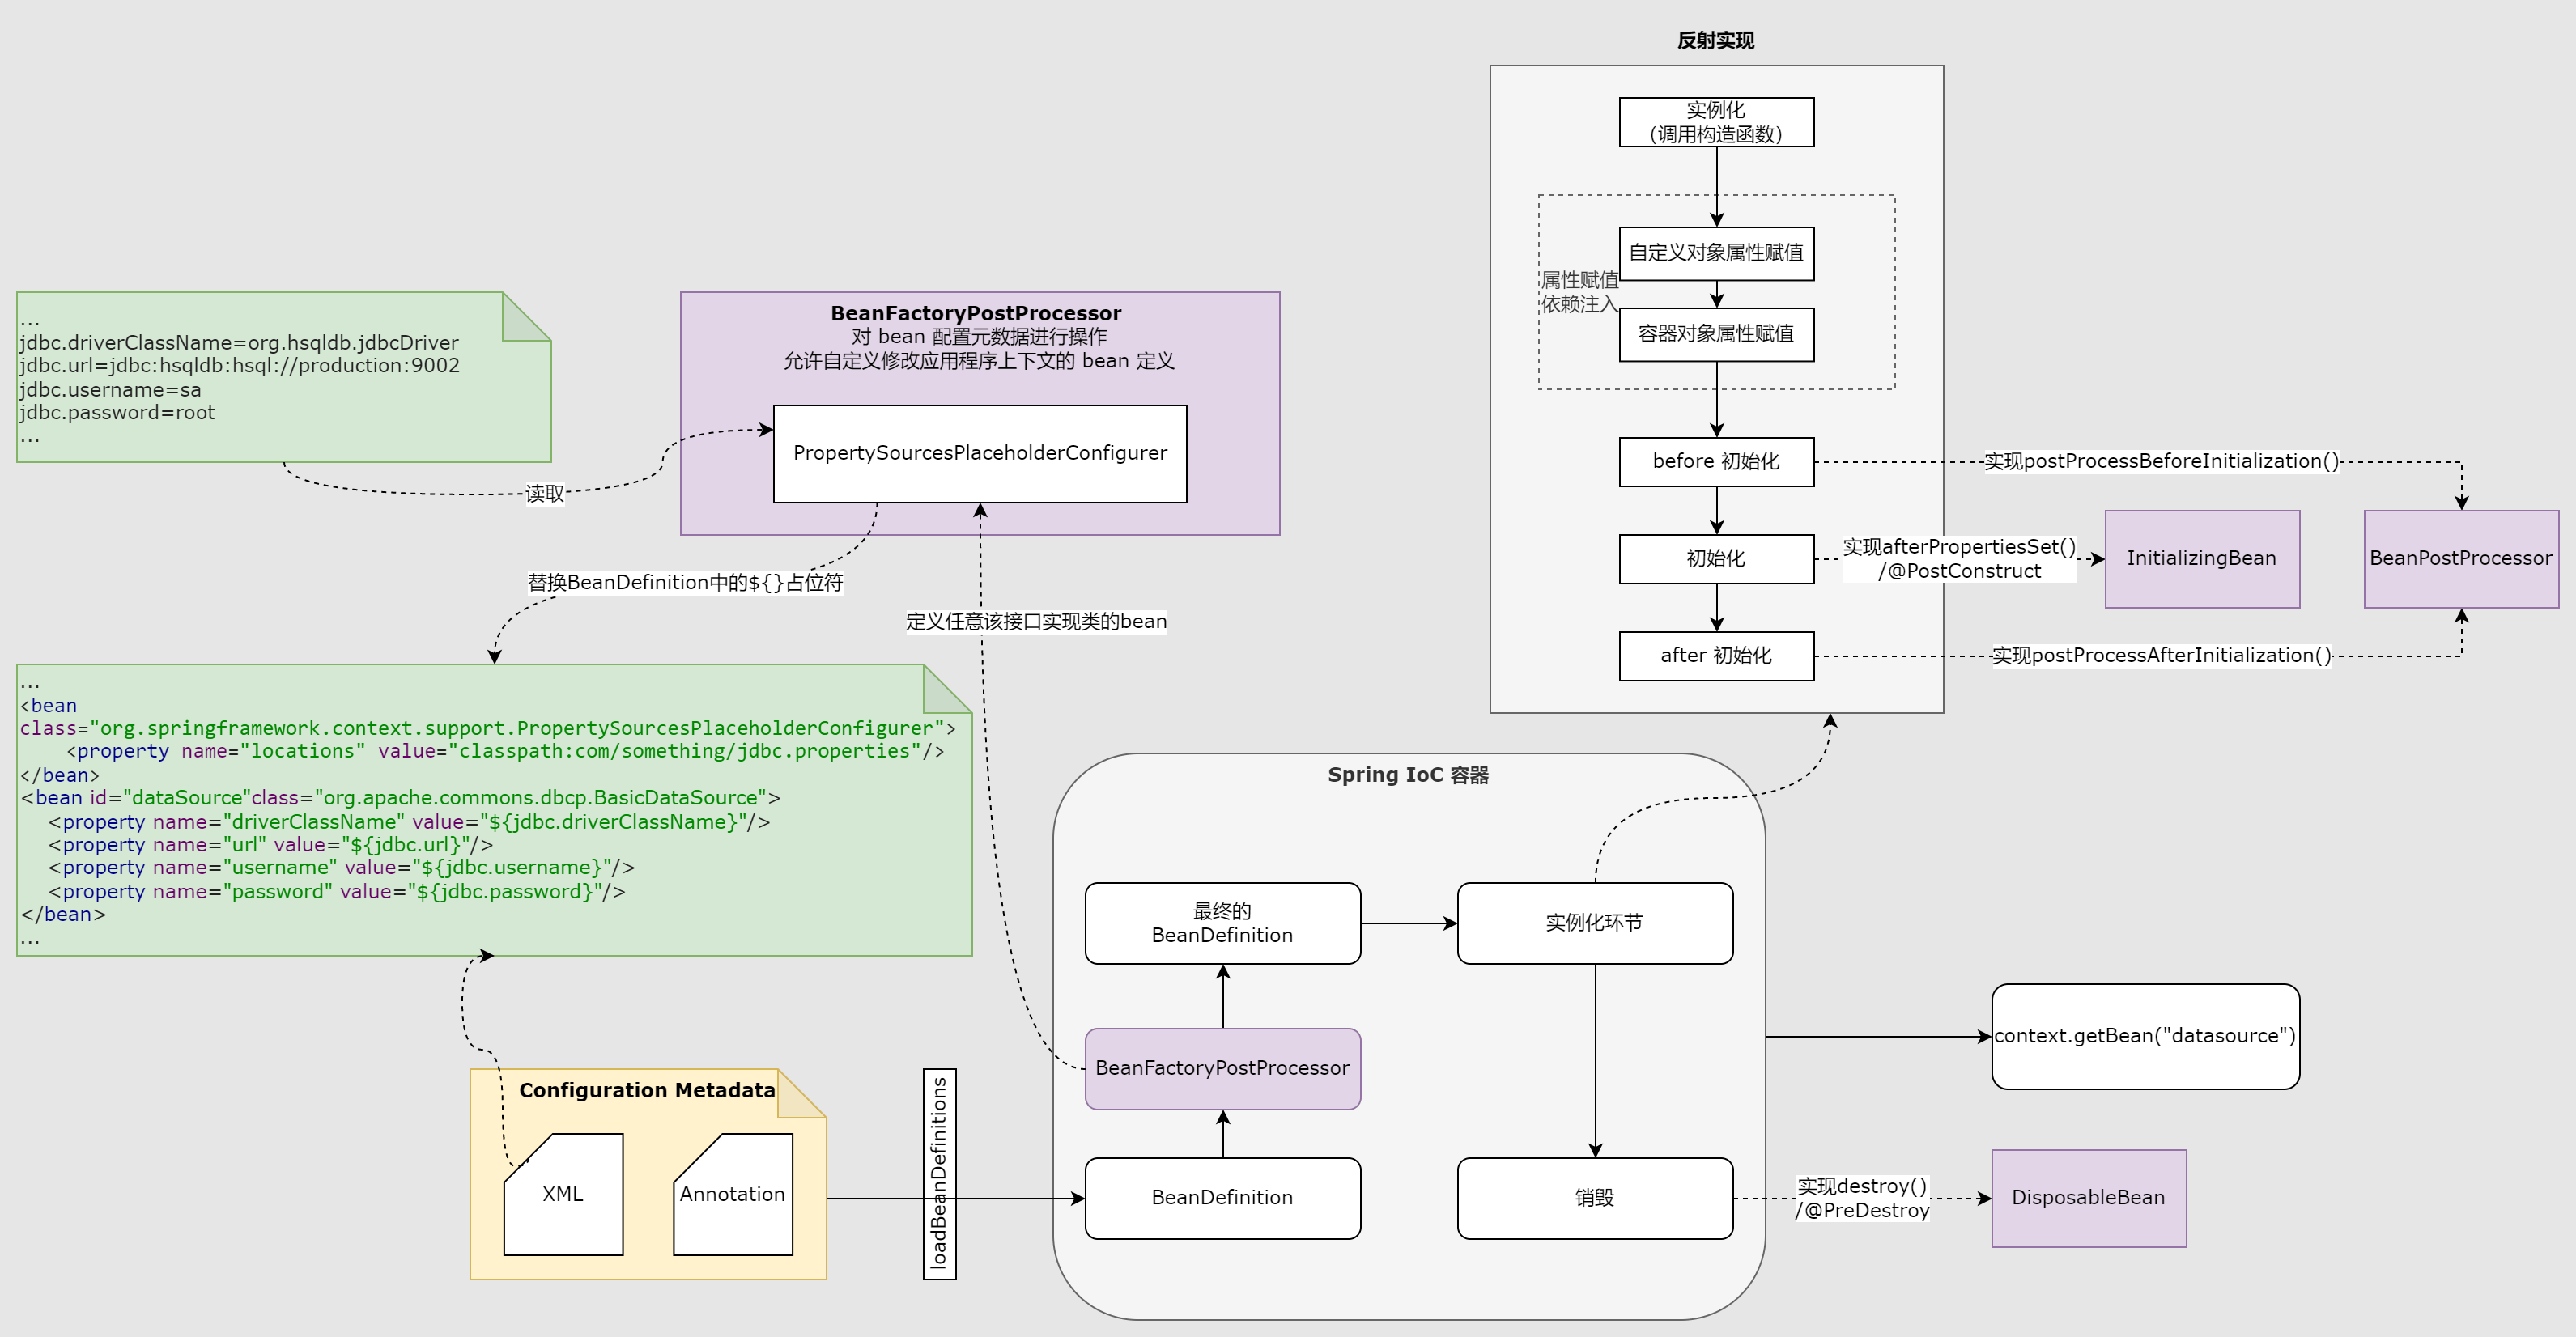 反射实现
实例化
(调用构造函数)
属性赋值
依赖注入
自定义对象属性赋值
容器对象属性赋值
before 初始化
实现postProcessBeforeInitialization()
初始化
实现afterPropertiesSet()
/@PostConstruct
InitializingBean
BeanPostProcessor
after 初始化
实现postProcessAfterInitialization()
...
jdbc.driverClassName=org.hsqldb.jdbcDriver
jdbc.url=jdbc:hsqldb:hsql://production:9002
jdbc.username=sa
jdbc.password=root
...
读取
BeanFactoryPostProcessor
对 bean 配置元数据进行操作
允许自定义修改应用程序上下文的 bean 定义
PropertySourcesPlaceholderConfigurer
替换BeanDefinition中的${}占位符
定义任意该接口实现类的bean
...
<bean
class="org.springframework.context.support.PropertySourcesPlaceholderConfigurer">
    <property name="locations" value="classpath:com/something/jdbc.properties"/>
</bean>
<bean id="dataSource"class="org.apache.commons.dbcp.BasicDataSource">
    <property name="driverClassName" value="${jdbc.driverClassName}"/>
    <property name="url" value="${jdbc.url}"/>
    <property name="username" value="${jdbc.username}"/>
    <property name="password" value="${jdbc.password}"/>
</bean>
...
Configuration Metadata
XML
Annotation
loadBeanDefinitions
Spring IoC 容器
最终的
BeanDefinition
实例化环节
BeanFactoryPostProcessor
BeanDefinition
销毁
context.getBean("datasource")
实现destroy()
/@PreDestroy
DisposableBean